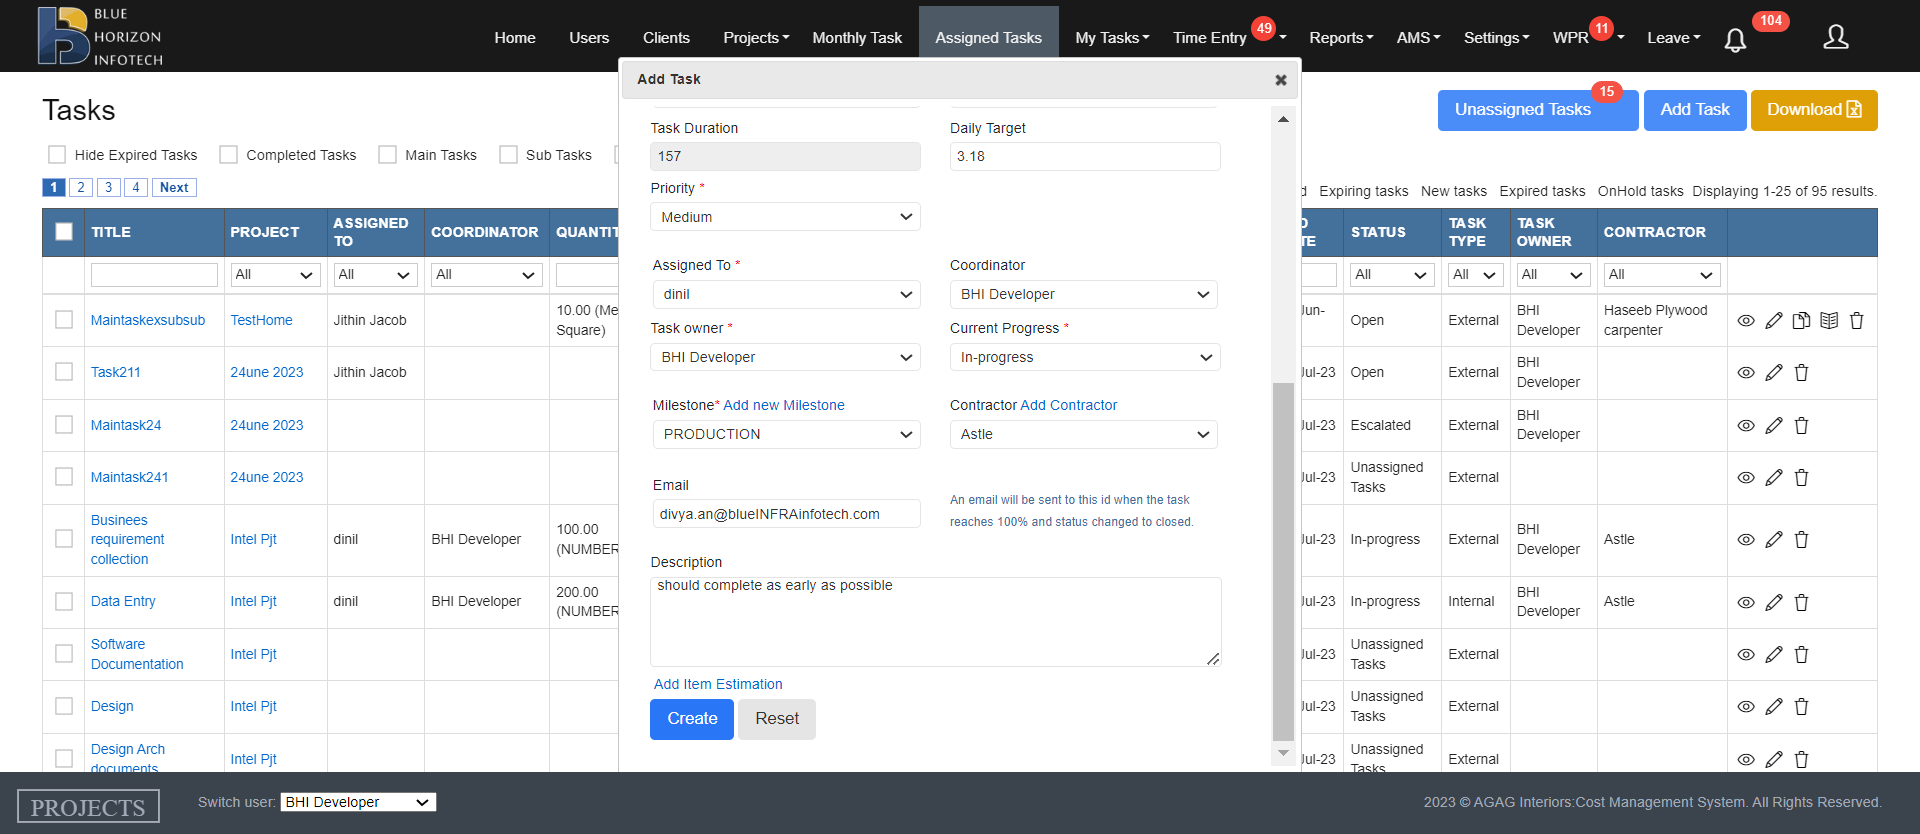 BLUE
HORIZON
INFOTECH
Home Users Clients Projects Monthly Task Assigned Tasks My Tasks Time Entry 49 Reports AMS Settings WPR 11 Leave 104
Tasks
Unassigned Tasks 15 Add Task Download
Hide Expired Tasks Completed Tasks Main Tasks Sub Tasks
1 2 3 4 Next
Expiring tasks New tasks Expired tasks OnHold tasks Displaying 1-25 of 95 results.
Add Task
Task Duration Daily Target
157 3.18
Priority *
Medium
Assigned To * Coordinator
dinil BHI Developer
Task owner * Current Progress *
BHI Developer In-progress
Milestone* Add new Milestone Contractor Add Contractor
PRODUCTION Astle
Email
divya.an@blueINFRAinfotech.com
An email will be sent to this id when the task
reaches 100% and status changed to closed.
Description
should complete as early as possible
Add Item Estimation
Create Reset
TITLE PROJECT ASSIGNED TO COORDINATOR QUANTIT STATUS TASK TYPE TASK OWNER CONTRACTOR
All All All All All All All
Maintaskexsubsub TestHome Jithin Jacob 10.00 (Me Square) Jun- Open External BHI Developer Haseeb Plywood carpenter
Task211 24une 2023 Jithin Jacob Jul-23 Open External BHI Developer
Maintask24 24une 2023 Jul-23 Escalated External BHI Developer
Maintask241 24une 2023 Jul-23 Unassigned Tasks External
Businees requirement collection Intel Pjt dinil BHI Developer 100.00 (NUMBER Jul-23 In-progress External BHI Developer Astle
Data Entry Intel Pjt dinil BHI Developer 200.00 (NUMBER Jul-23 In-progress Internal BHI Developer Astle
Software Documentation Intel Pjt Jul-23 Unassigned Tasks External
Design Intel Pjt Jul-23 Unassigned Tasks External
Design Arch documents Intel Pjt Jul-23 Unassigned Tasks External
PROJECTS Switch user: BHI Developer 2023 © AGAG Interiors:Cost Management System. All Rights Reserved.